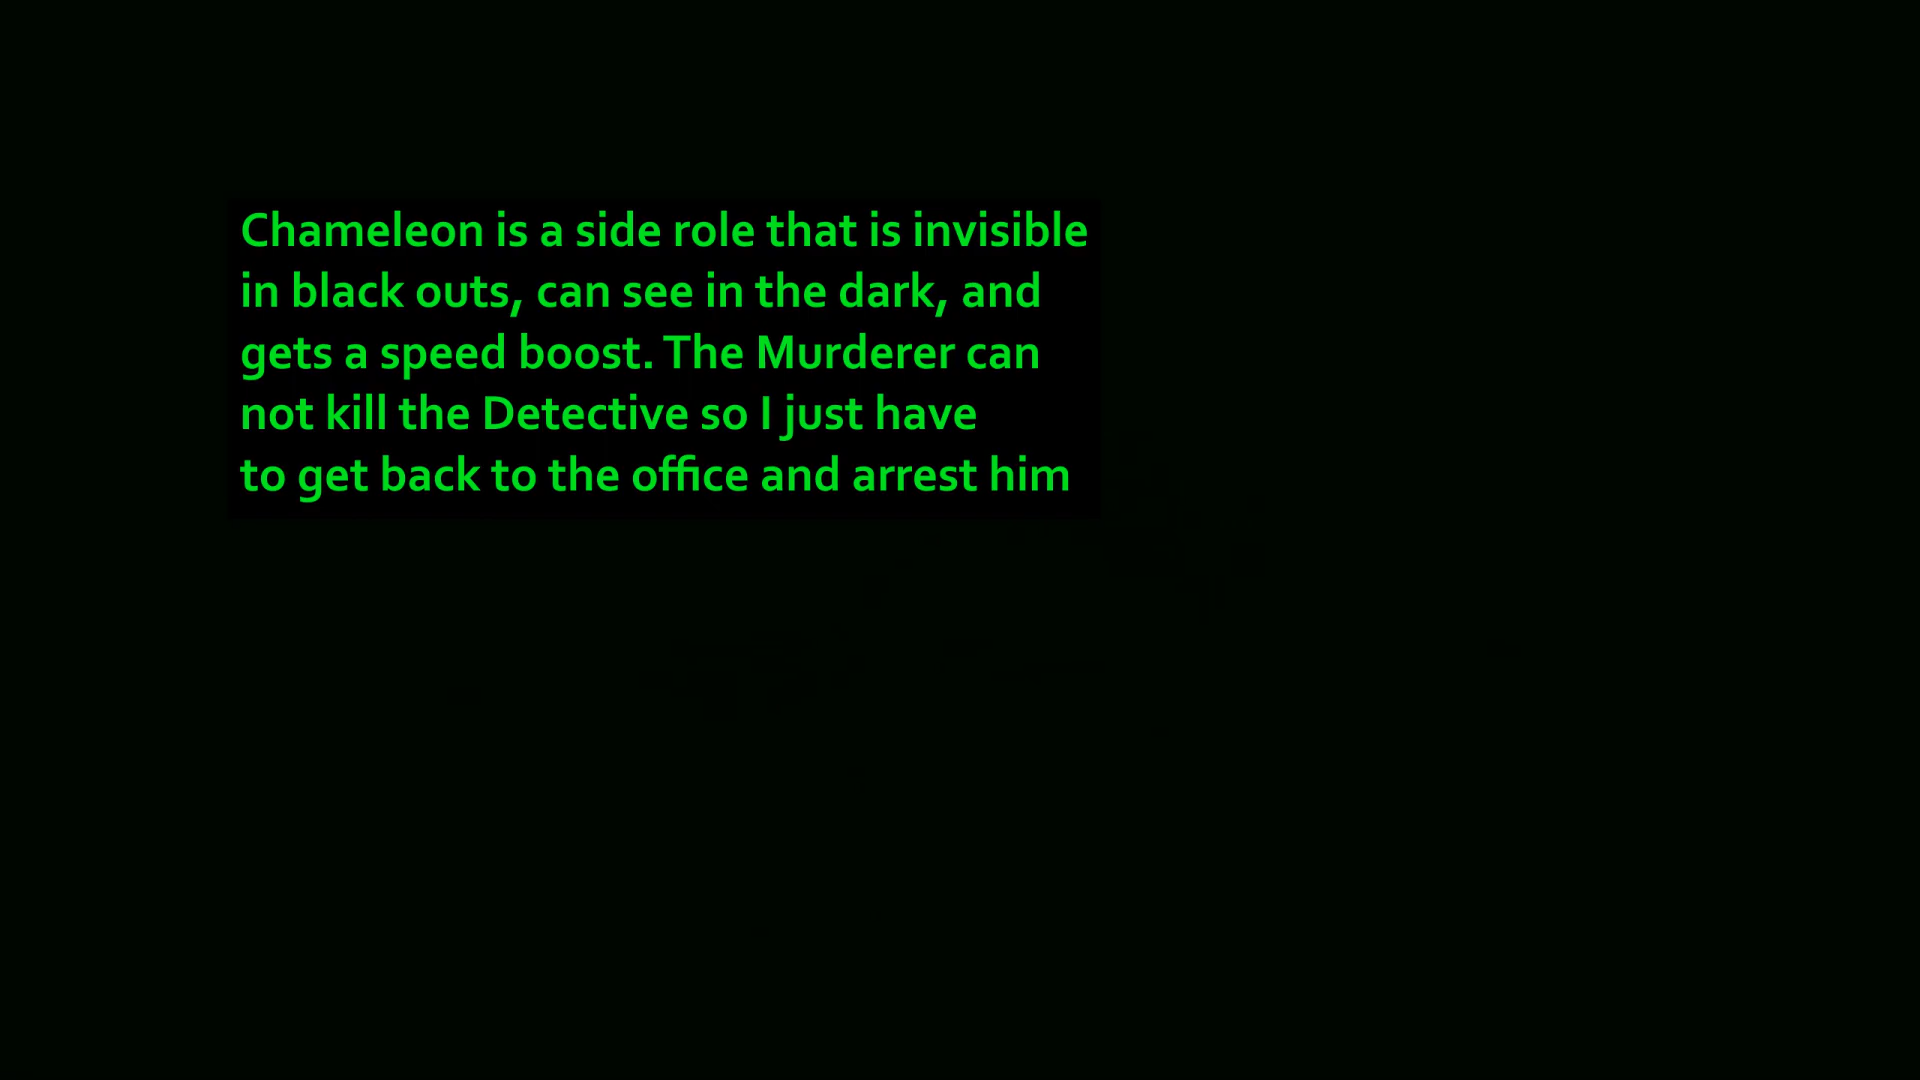 Chameleon is a side role that is invisible
in black outs, can see in the dark, and
gets a speed boost. The Murderer can
not kill the Detective so I just have
to get back to the office and arrest him